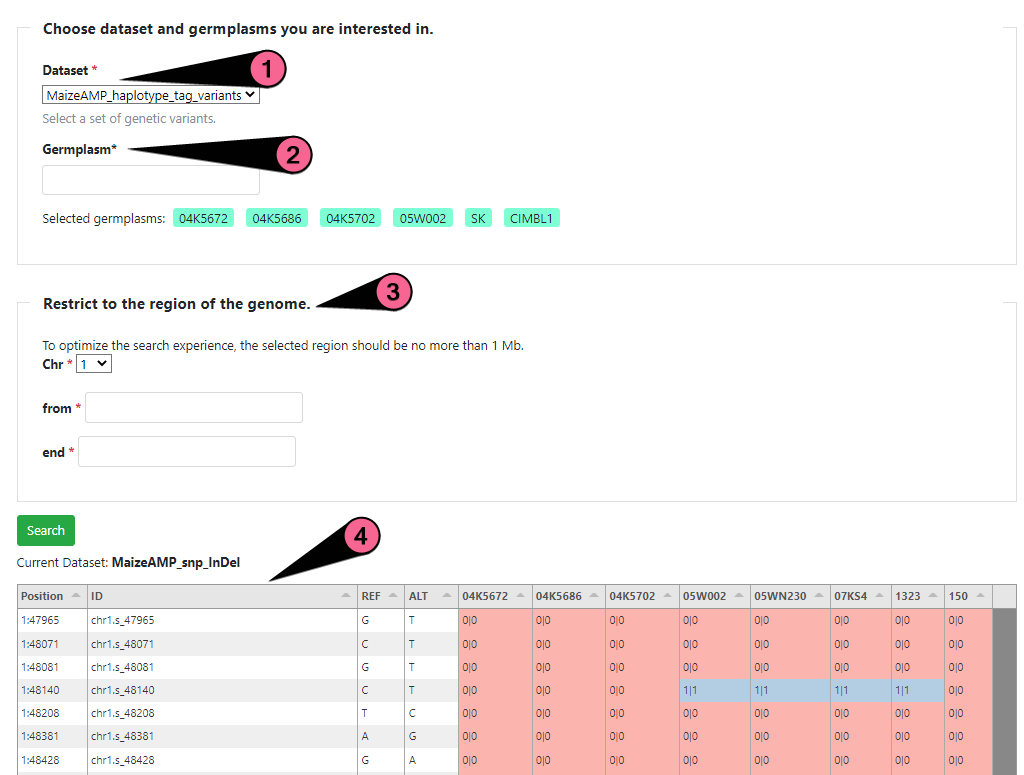 Choose dataset and germplasms you are interested in.
Dataset * 1
MaizeAMP_haplotype_tag_variants
Select a set of genetic variants.
Germplasm* 2
Selected germplasms: 04K5672 04K5686 04K5702 05W002 SK CIMBL1
Restrict to the region of the genome. 3
To optimize the search experience, the selected region should be no more than 1 Mb.
Chr * 1
from *
end *
Search
4
Current Dataset: MaizeAMP_snp_InDel
Position ID REF ALT 04K5672 04K5686 04K5702 05W002 05WN230 07KS4 1323 150
1:47965 chr1.s_47965 G T 0|0 0|0 0|0 0|0 0|0 0|0 0|0 0|0
1:48071 chr1.s_48071 C T 0|0 0|0 0|0 0|0 0|0 0|0 0|0 0|0
1:48081 chr1.s_48081 G T 0|0 0|0 0|0 0|0 0|0 0|0 0|0 0|0
1:48140 chr1.s_48140 C T 0|0 0|0 0|0 1|1 1|1 1|1 1|1 0|0
1:48208 chr1.s_48208 T C 0|0 0|0 0|0 0|0 0|0 0|0 0|0 0|0
1:48381 chr1.s_48381 A G 0|0 0|0 0|0 0|0 0|0 0|0 0|0 0|0
1:48428 chr1.s_48428 G A 0|0 0|0 0|0 0|0 0|0 0|0 0|0 0|0